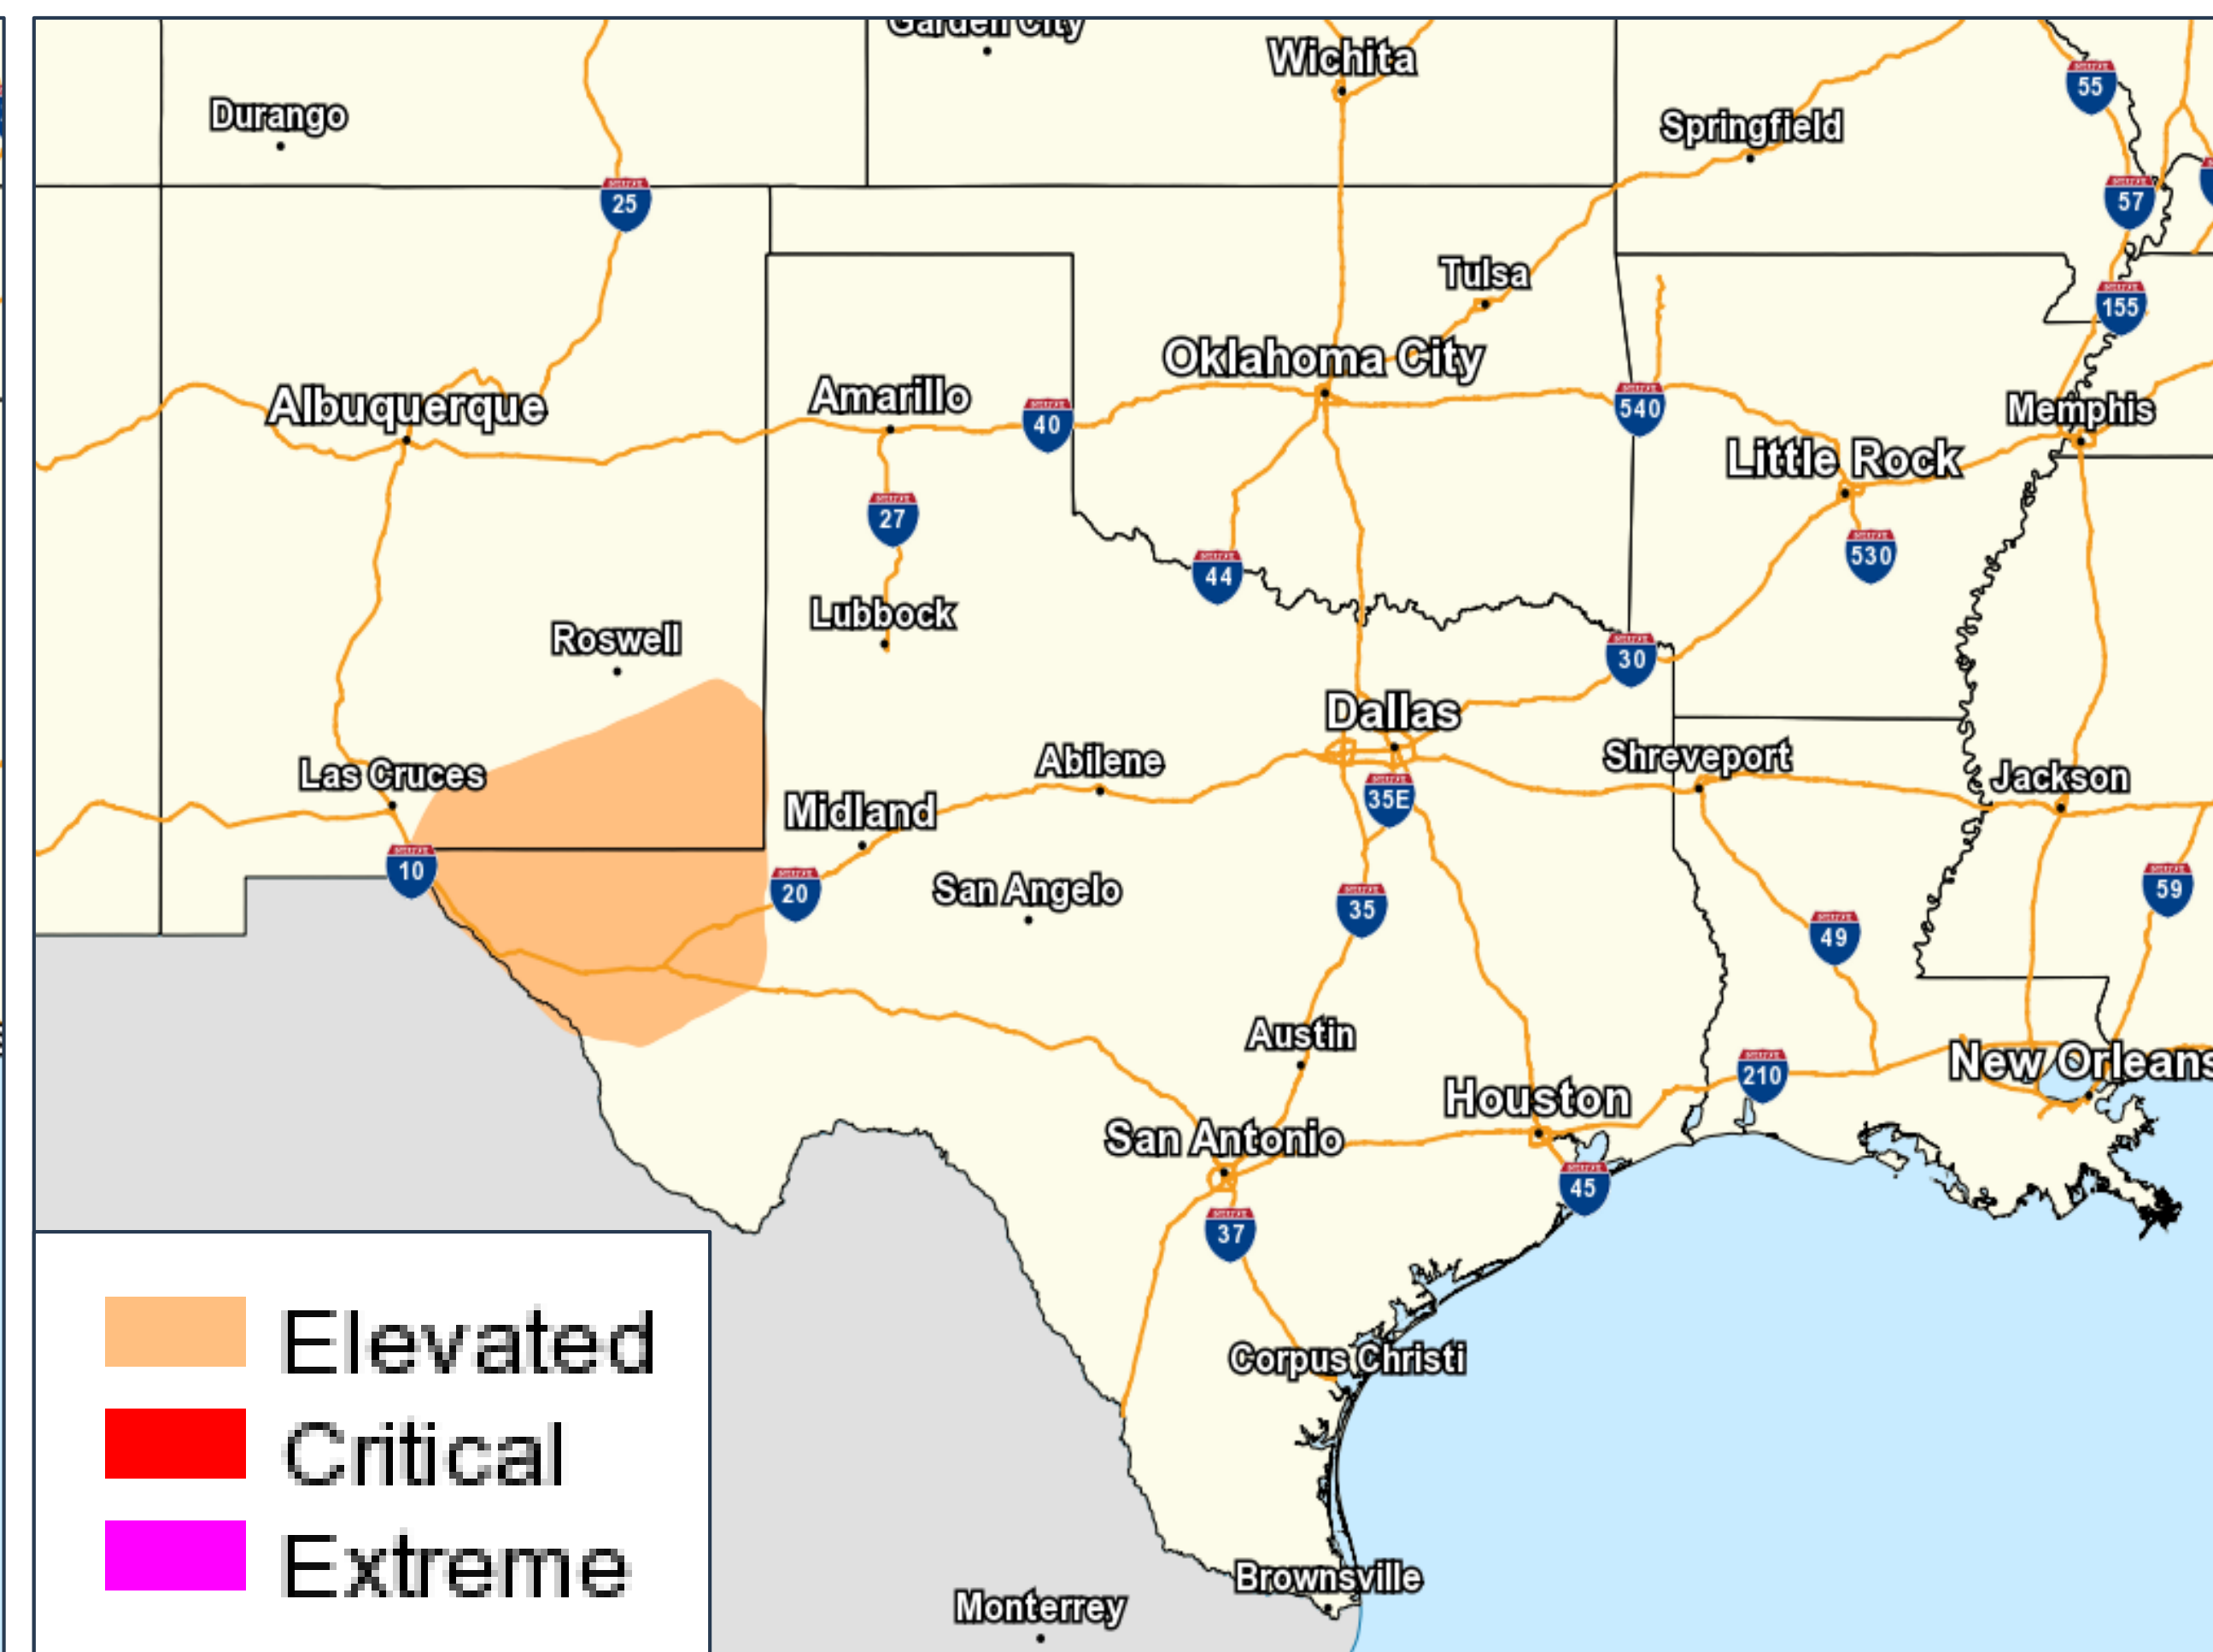 Garden City
Wichita
55
Durango
Springfield
25
57
Tulsa
155
Oklahoma City
Albuquerque
Amarillo
40
540
Memphis
Little Rock
27
530
44
Lubbock
Roswell
30
Dallas
Las Cruces
Abilene
Shreveport
Jackson
Midland
35E
10
20
San Angelo
35
59
49
Austin
New Orleans
210
Houston
San Antonio
45
37
Corpus Christi
Brownsville
Monterrey
Elevated
Critical
Extreme